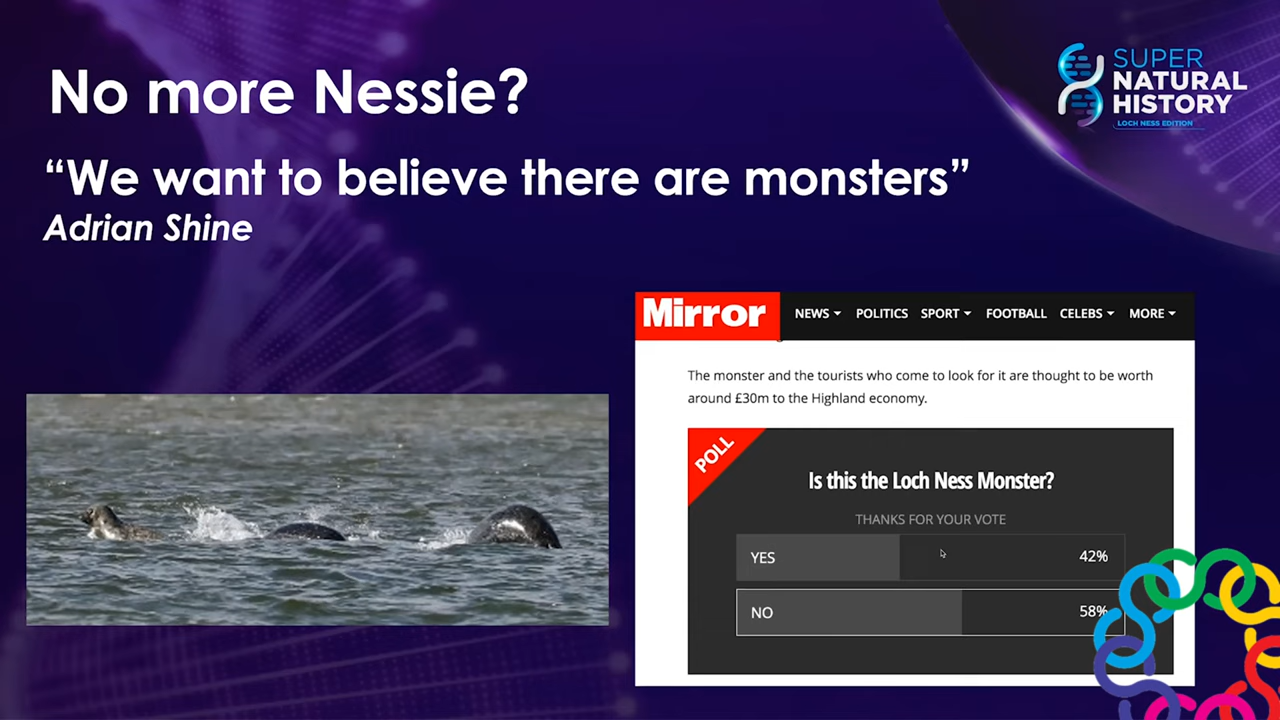 No more Nessie?
“We want to believe there are monsters”
Adrian Shine
SUPER
NATURAL
HISTORY
LOCH NESS EDITION
Mirror NEWS POLITICS SPORT FOOTBALL CELEBS MORE
The monster and the tourists who come to look for it are thought to be worth
around £30m to the Highland economy.
POLL
Is this the Loch Ness Monster?
THANKS FOR YOUR VOTE
YES 42%
NO 58%